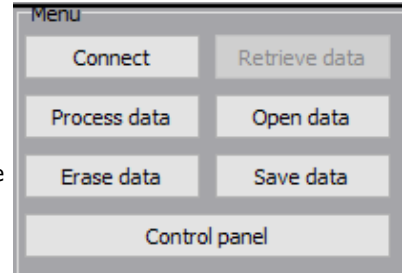 Menu
Connect Retrieve data
Process data Open data
e Erase data Save data
Control panel